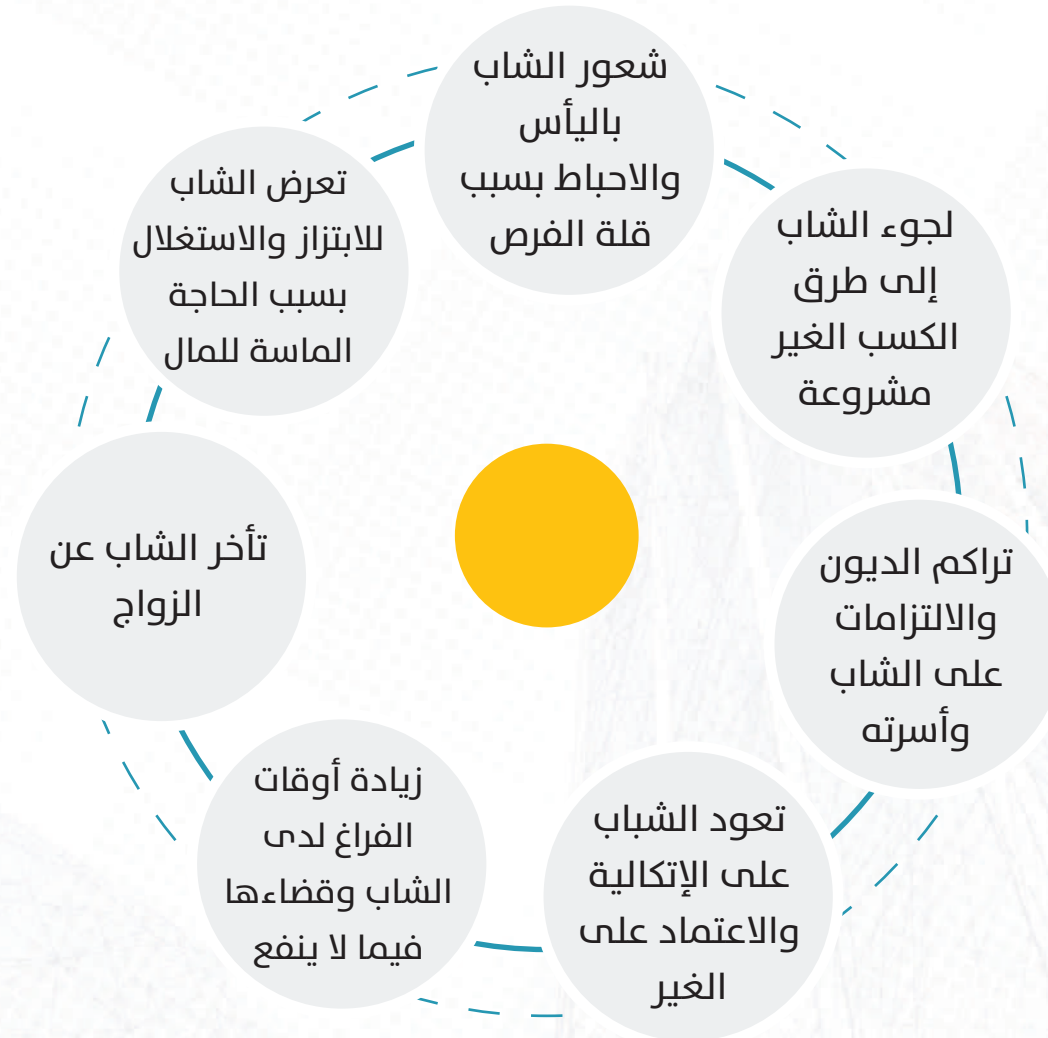 شعور الشاب
باليأس
والاحباط بسبب
قلة الفرص
لجوء الشاب
إلى طرق
الكسب الغير
مشروعة
تراكم الديون
والالتزامات
على الشاب
وأسرته
تعود الشباب
على الإتكالية
والاعتماد على
الغير
زيادة أوقات
الفراغ لدى
الشاب وقضاءها
فيما لا ينفع
تأخر الشاب عن
الزواج
تعرض الشاب
للابتزاز والاستغلال
بسبب الحاجة
الماسة للمال